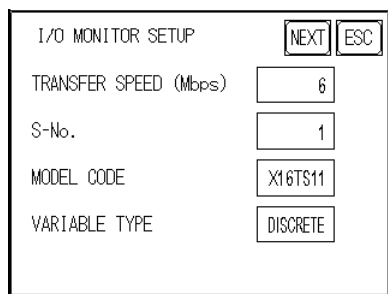 I/O MONITOR SETUP NEXT ESC
TRANSFER SPEED (Mbps) 6
S-No. 1
MODEL CODE X16TS11
VARIABLE TYPE DISCRETE